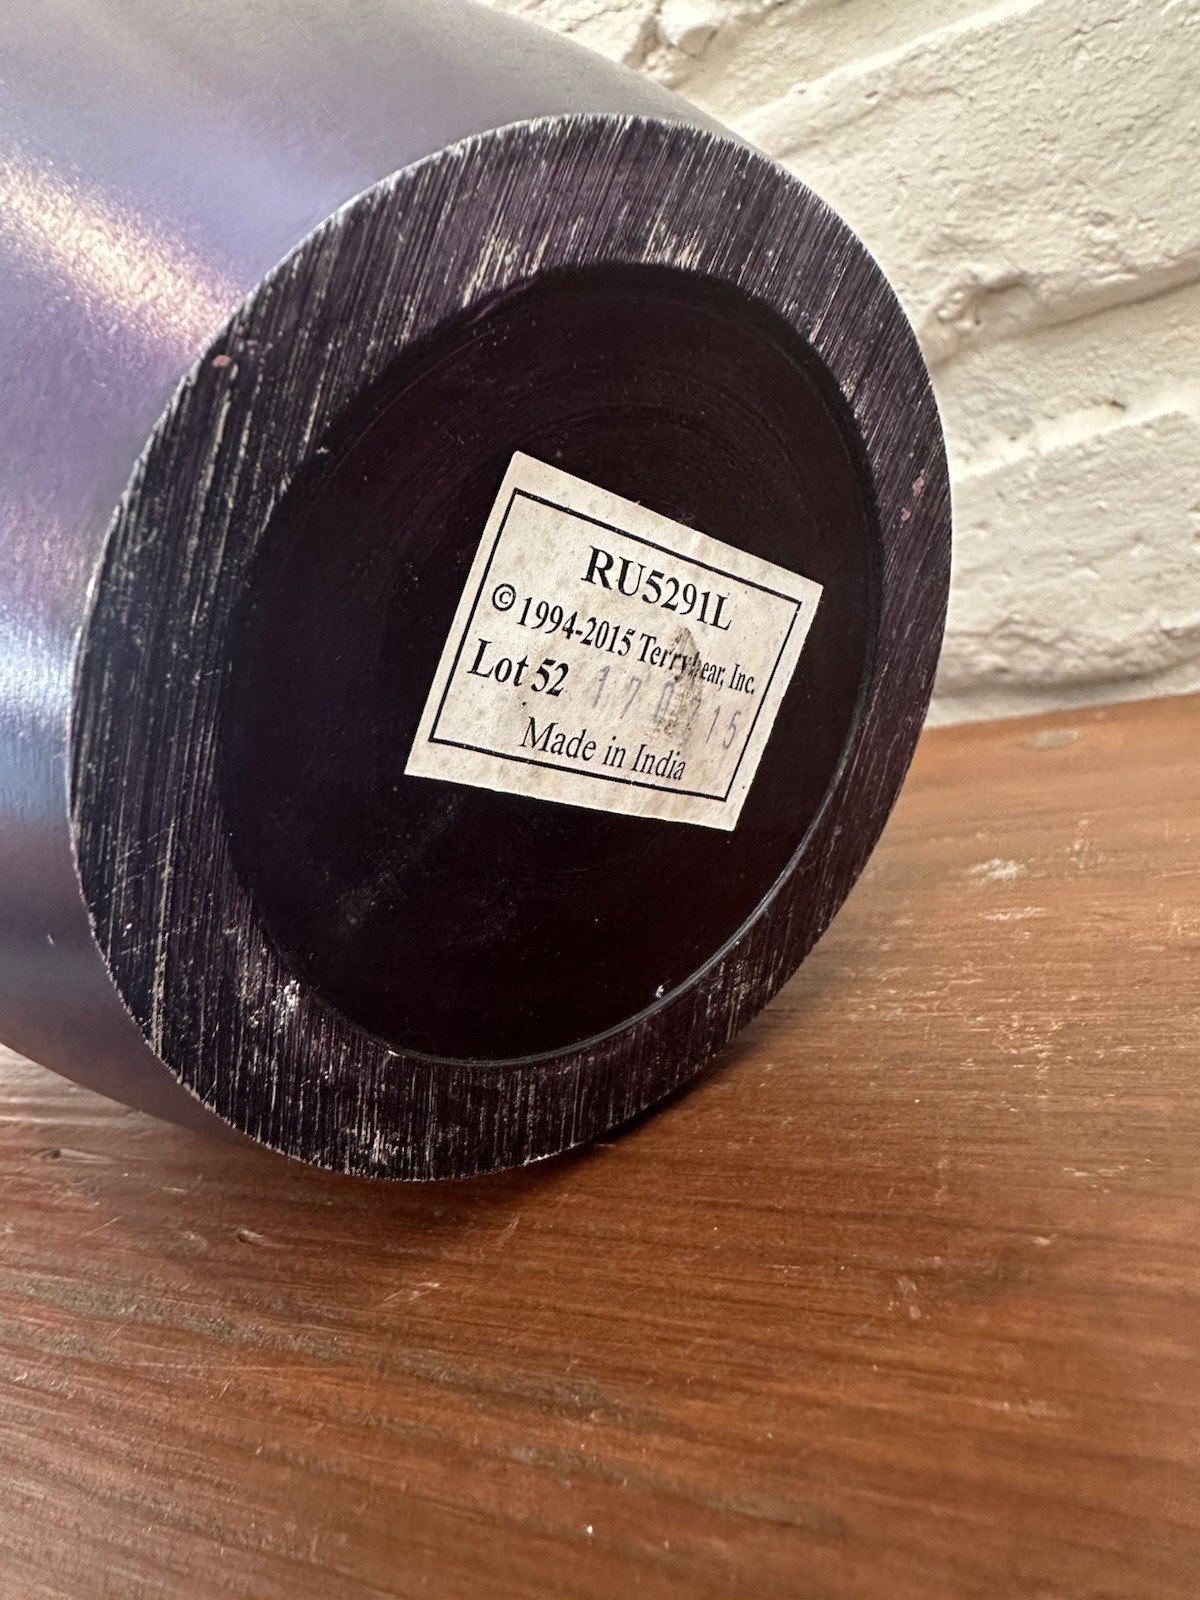 RU5291L
© 1994-2015 Terrybear, Inc.
Lot 52
Made in India